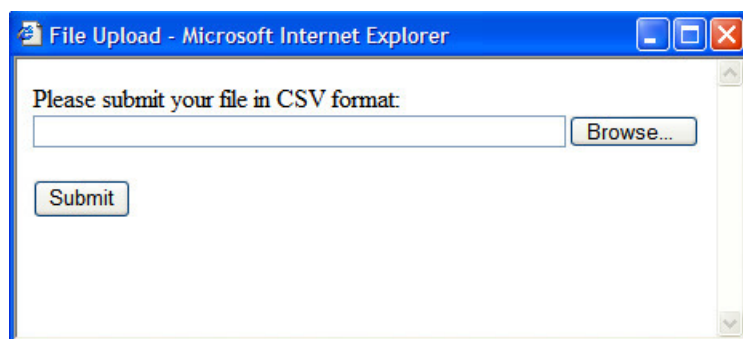 File Upload - Microsoft Internet Explorer
Please submit your file in CSV format:
Browse...
Submit